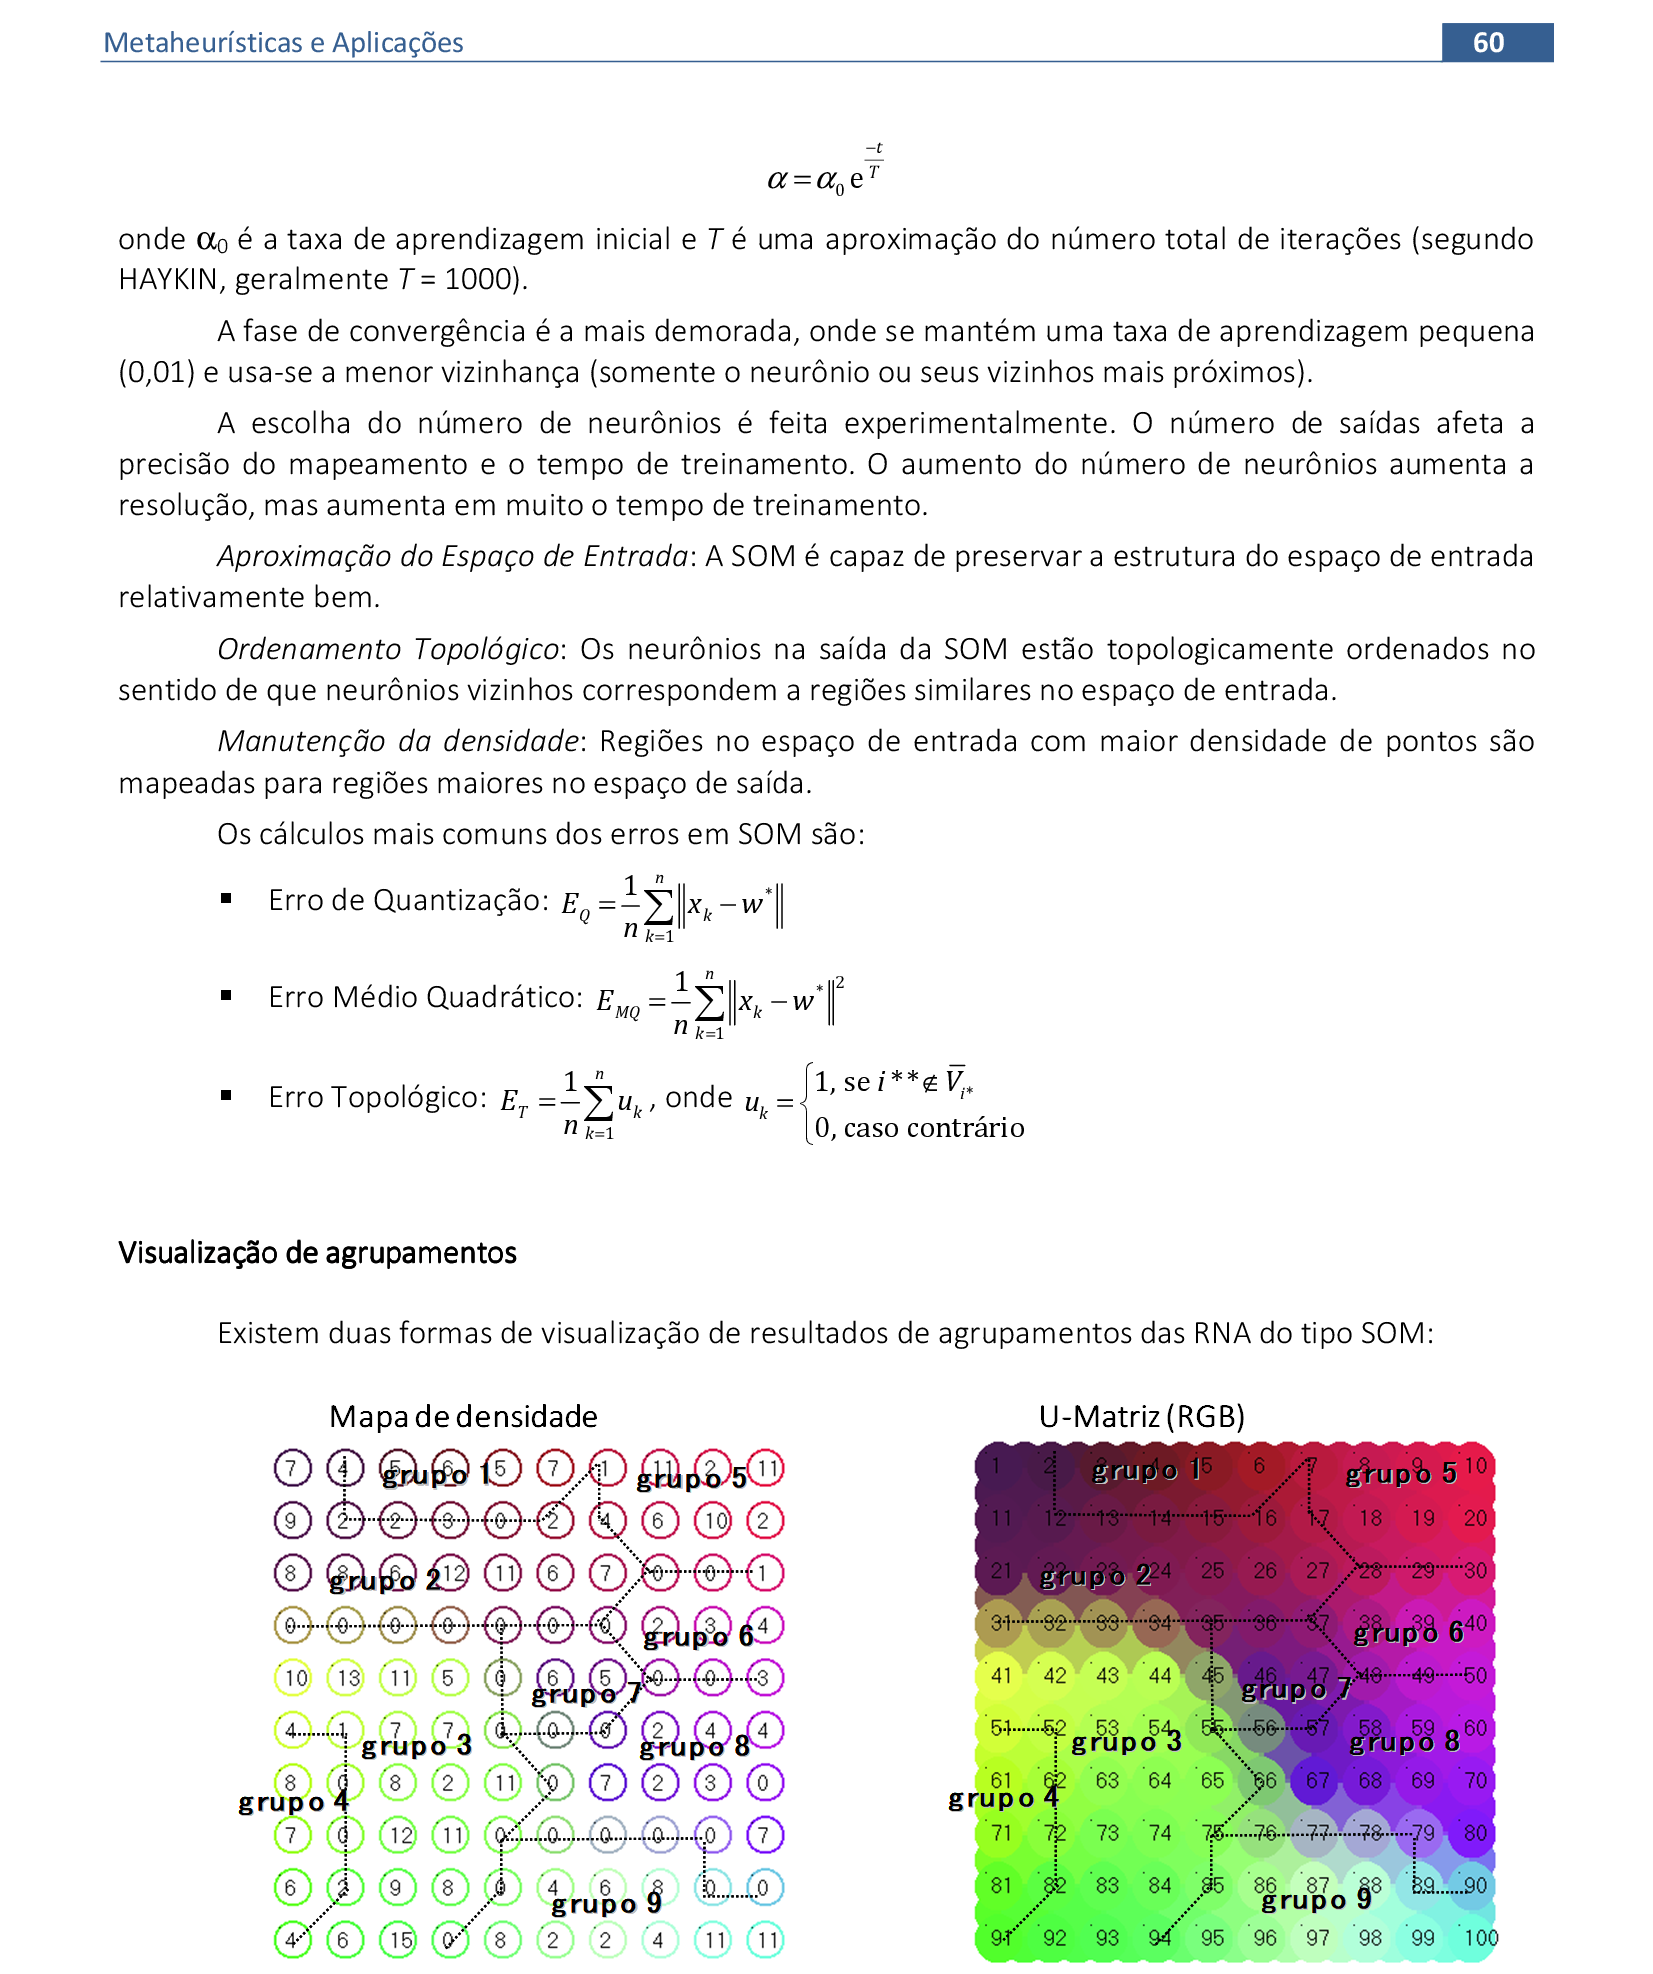 Metaheurísticas e Aplicações 60
α = α₀ e^(−t/T)
onde α₀ é a taxa de aprendizagem inicial e T é uma aproximação do número total de iterações (segundo
HAYKIN, geralmente T = 1000).
A fase de convergência é a mais demorada, onde se mantém uma taxa de aprendizagem pequena
(0,01) e usa-se a menor vizinhança (somente o neurônio ou seus vizinhos mais próximos).
A escolha do número de neurônios é feita experimentalmente. O número de saídas afeta a
precisão do mapeamento e o tempo de treinamento. O aumento do número de neurônios aumenta a
resolução, mas aumenta em muito o tempo de treinamento.
Aproximação do Espaço de Entrada: A SOM é capaz de preservar a estrutura do espaço de entrada
relativamente bem.
Ordenamento Topológico: Os neurônios na saída da SOM estão topologicamente ordenados no
sentido de que neurônios vizinhos correspondem a regiões similares no espaço de entrada.
Manutenção da densidade: Regiões no espaço de entrada com maior densidade de pontos são
mapeadas para regiões maiores no espaço de saída.
Os cálculos mais comuns dos erros em SOM são:
▪ Erro de Quantização: E_Q = 1/n ∑_{k=1}^{n} ‖x_k − w*‖
▪ Erro Médio Quadrático: E_MQ = 1/n ∑_{k=1}^{n} ‖x_k − w*‖²
▪ Erro Topológico: E_T = 1/n ∑_{k=1}^{n} u_k , onde u_k = { 1, se i** ∉ V̅_i*
0, caso contrário
Visualização de agrupamentos
Existem duas formas de visualização de resultados de agrupamentos das RNA do tipo SOM:
Mapa de densidade
7 4 5 6 5 7 1 11 2 11
grupo 1 grupo 5
9 2 2 3 0 2 4 6 10 2
8 8 6 12 11 6 7 0 0 1
grupo 2
0 0 0 0 0 0 0 2 3 4
grupo 6
10 13 11 5 0 6 5 0 0 3
grupo 7
4 1 7 7 0 0 0 2 4 4
grupo 3 grupo 8
8 0 8 2 11 0 7 2 3 0
grupo 4
7 0 12 11 0 0 0 0 0 7
6 2 9 8 0 4 6 8 0 0
grupo 9
4 6 15 0 8 2 2 4 11 11
U-Matriz (RGB)
1 2 3 4 5 6 7 8 9 10
grupo 1 grupo 5
11 12 13 14 15 16 17 18 19 20
21 22 23 24 25 26 27 28 29 30
grupo 2
31 32 33 34 35 36 37 38 39 40
grupo 6
41 42 43 44 45 46 47 48 49 50
grupo 7
51 52 53 54 55 56 57 58 59 60
grupo 3 grupo 8
61 62 63 64 65 66 67 68 69 70
grupo 4
71 72 73 74 75 76 77 78 79 80
81 82 83 84 85 86 87 88 89 90
grupo 9
91 92 93 94 95 96 97 98 99 100